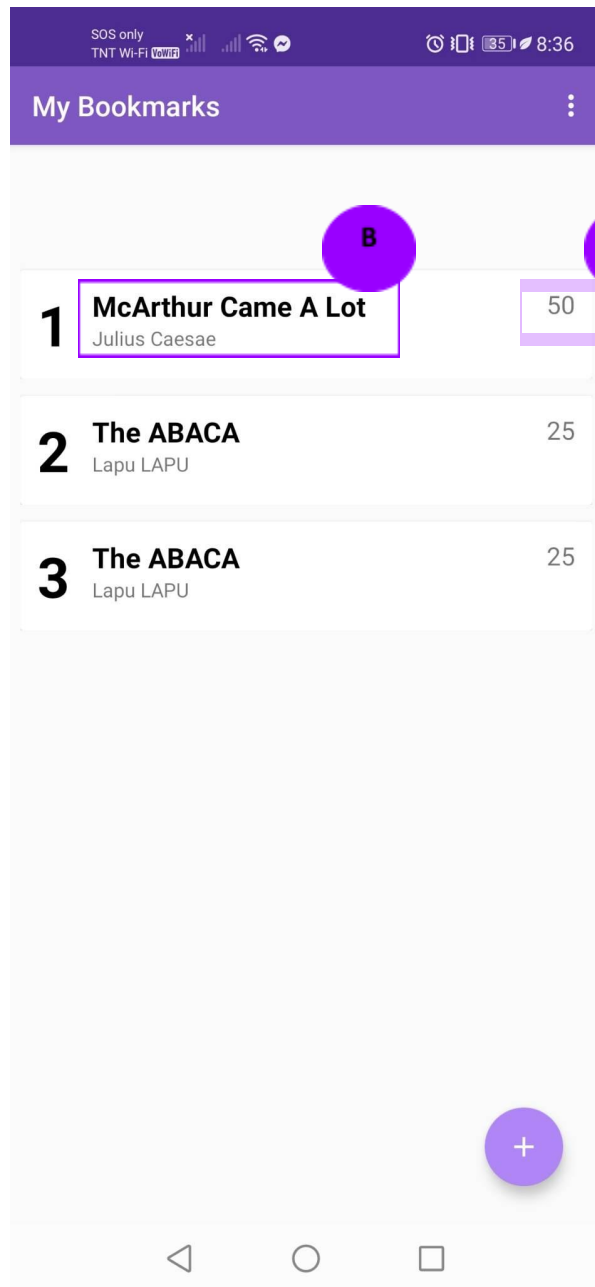 SOS only
TNT Wi-Fi VoWiFi 35 8:36
My Bookmarks
B
1 McArthur Came A Lot 50
Julius Caesae
2 The ABACA 25
Lapu LAPU
3 The ABACA 25
Lapu LAPU
+